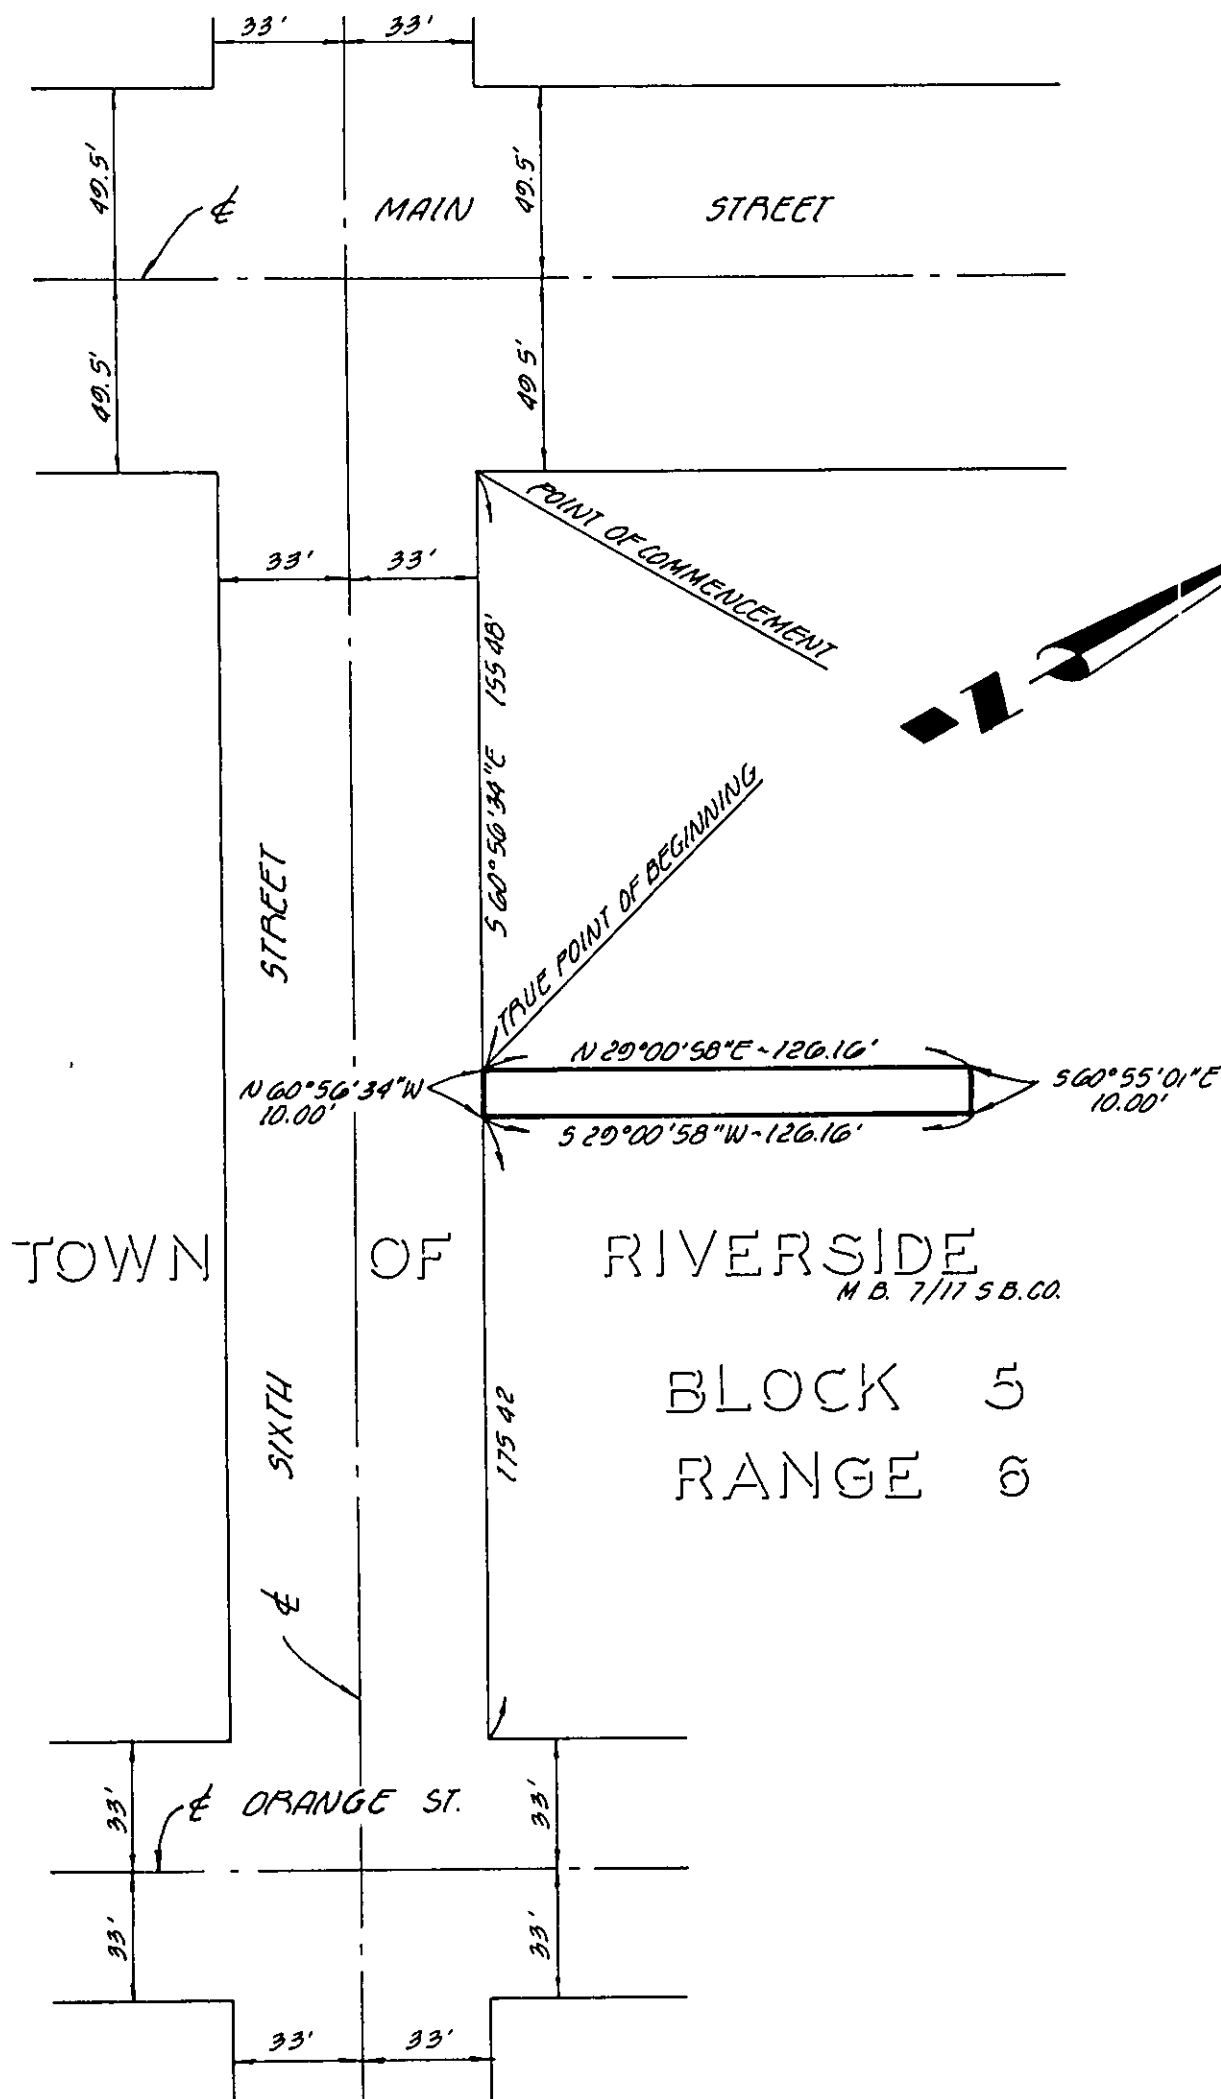 33' 33'
49.5' 49.5'
℄ MAIN STREET
49.5' 49 5'
POINT OF COMMENCEMENT
33' 33'
S 60°56'34"E 155 48'
STREET
TRUE POINT OF BEGINNING
N 29°00'58"E - 126.16'
N 60°56'34"W
10.00'
S 60°55'01"E
10.00'
S 29°00'58"W - 126.16'
TOWN OF RIVERSIDE
M B. 7/17 S B. CO.
BLOCK 5
SIXTH
175 42
RANGE 6
℄
33' ℄ ORANGE ST. 33'
33' 33'
33' 33'